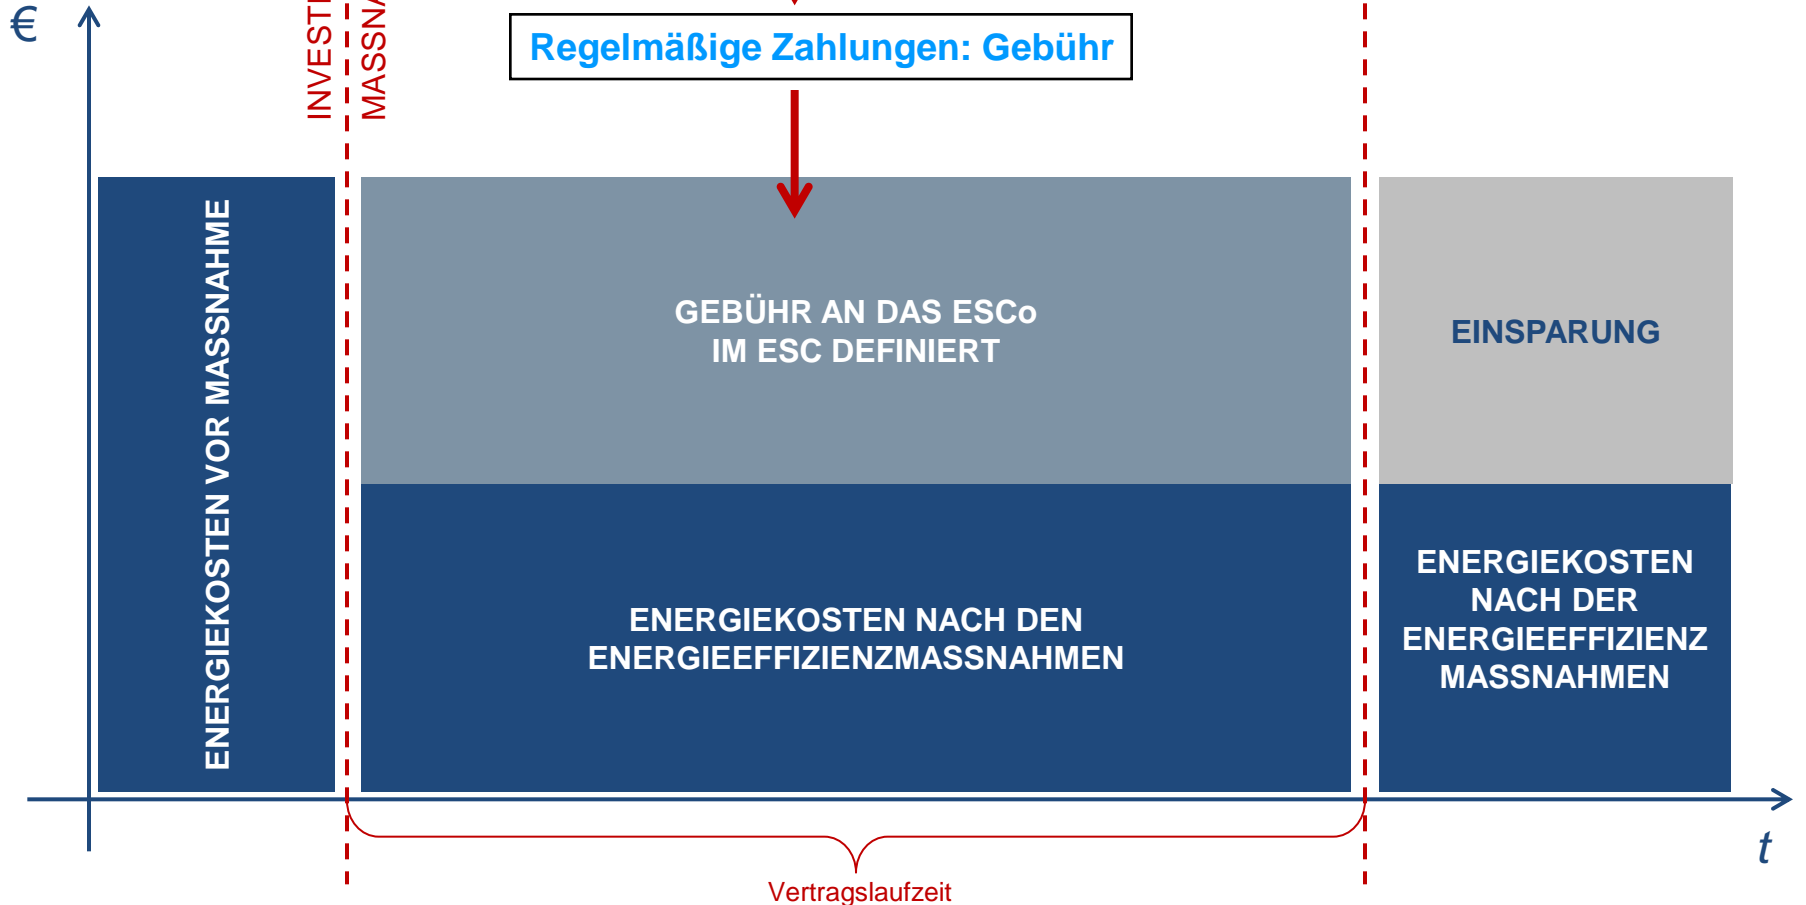 €
Regelmäßige Zahlungen: Gebühr
ENERGIEKOSTEN VOR MASSNAHME
GEBÜHR AN DAS ESCo
IM ESC DEFINIERT
EINSPARUNG
ENERGIEKOSTEN NACH DEN
ENERGIEEFFIZIENZMASSNAHMEN
ENERGIEKOSTEN
NACH DER
ENERGIEEFFIZIENZ
MASSNAHMEN
t
Vertragslaufzeit